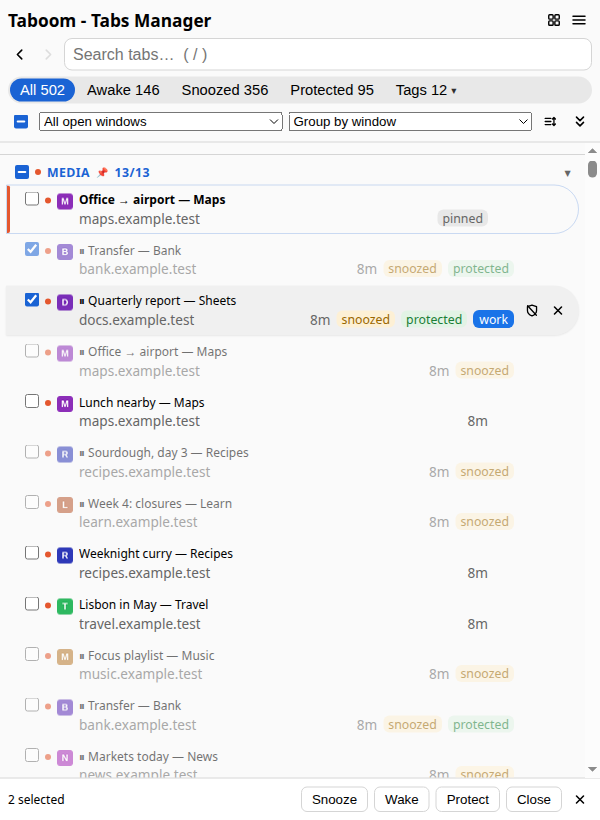 Taboom - Tabs Manager
Search tabs… ( / )
All 502 Awake 146 Snoozed 356 Protected 95 Tags 12 ▾
All open windows Group by window
MEDIA 📌 13/13 ▼
M Office → airport — Maps
maps.example.test pinned
B Transfer — Bank
bank.example.test 8m snoozed protected
D Quarterly report — Sheets
docs.example.test 8m snoozed protected work
M Office → airport — Maps
maps.example.test 8m snoozed
M Lunch nearby — Maps
maps.example.test 8m
R Sourdough, day 3 — Recipes
recipes.example.test 8m snoozed
L Week 4: closures — Learn
learn.example.test 8m snoozed
R Weeknight curry — Recipes
recipes.example.test 8m
T Lisbon in May — Travel
travel.example.test 8m
M Focus playlist — Music
music.example.test 8m snoozed
B Transfer — Bank
bank.example.test 8m snoozed protected
N Markets today — News
news.example.test 8m snoozed
2 selected Snooze Wake Protect Close